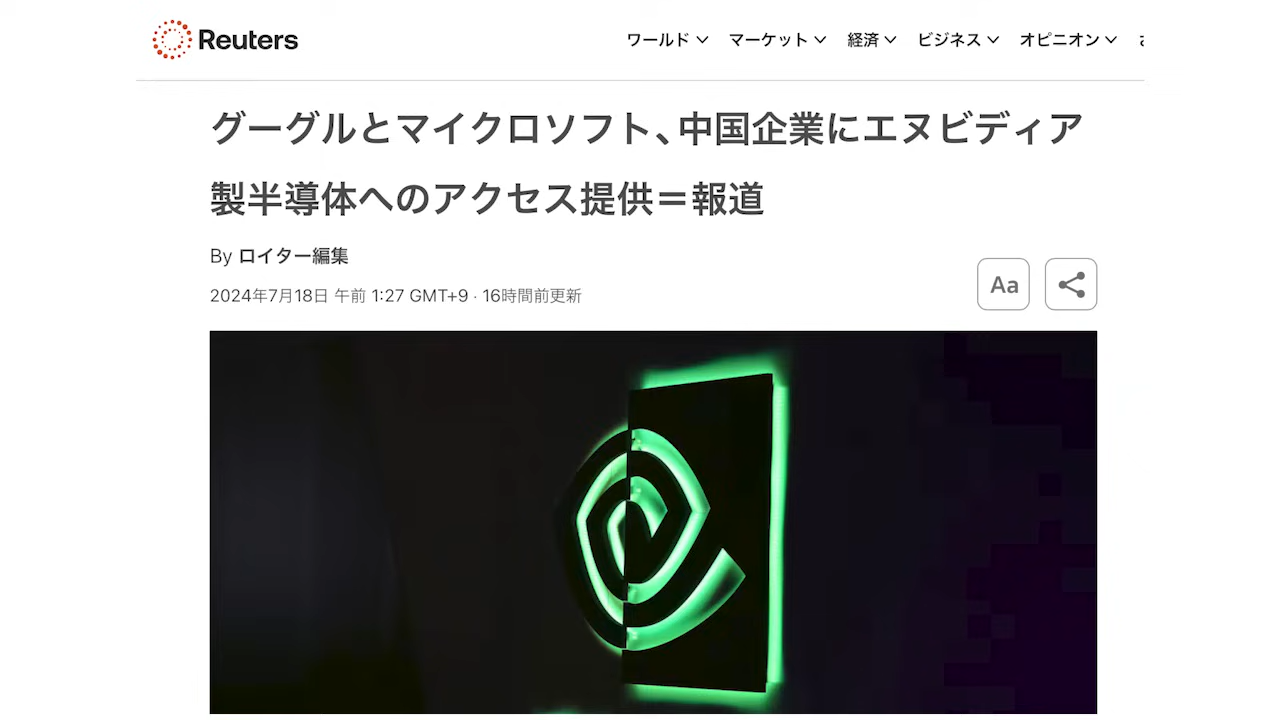 Reuters
ワールド マーケット 経済 ビジネス オピニオン
グーグルとマイクロソフト、中国企業にエヌビディア
製半導体へのアクセス提供＝報道
By ロイター編集
2024年7月18日 午前 1:27 GMT+9 · 16時間前更新
Aa